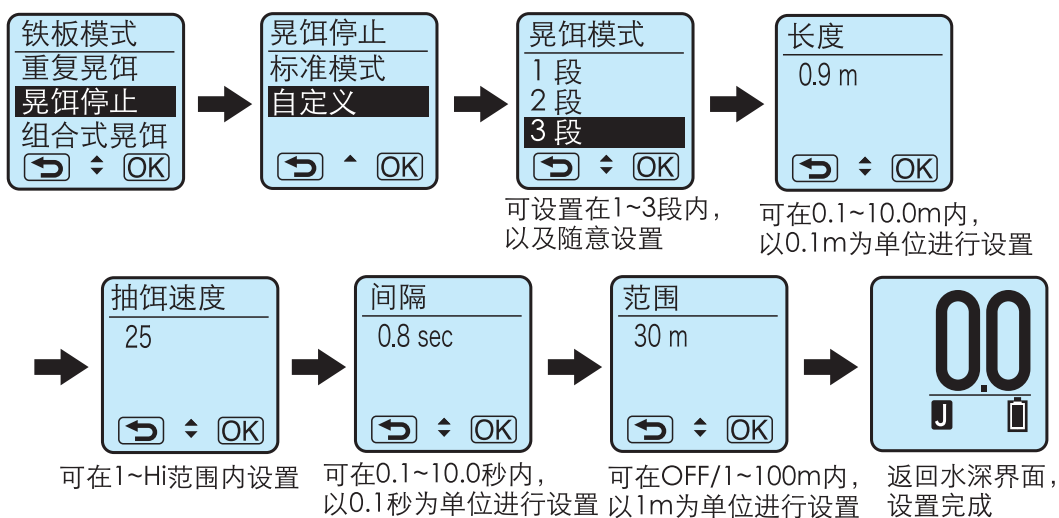 铁板模式
重复晃饵
晃饵停止
组合式晃饵
OK
晃饵停止
标准模式
自定义
OK
晃饵模式
1 段
2 段
3 段
OK
可设置在1~3段内，
以及随意设置
长度
0.9 m
OK
可在0.1~10.0m内，
以0.1m为单位进行设置
抽饵速度
25
OK
可在1~Hi范围内设置
间隔
0.8 sec
OK
可在0.1~10.0秒内，
以0.1秒为单位进行设置
范围
30 m
OK
可在OFF/1~100m内，
以1m为单位进行设置
0.0
J
返回水深界面，
设置完成